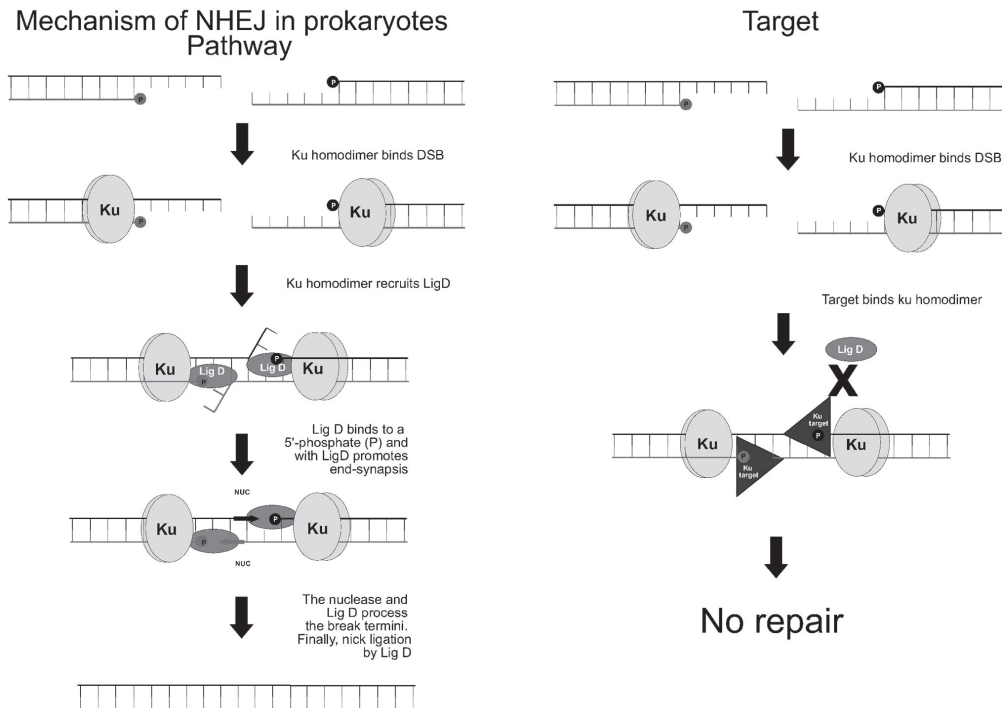 Mechanism of NHEJ in prokaryotes
Pathway
P
P
Ku homodimer binds DSB
Ku
P
P
Ku
Ku homodimer recruits LigD
Ku
Lig D
P
P
Lig D
Ku
Lig D binds to a
5'-phosphate (P) and
with LigD promotes
end-synapsis
NUC
Ku
P
P
Ku
NUC
The nuclease and
Lig D process
the break termini.
Finally, nick ligation
by Lig D
Target
P
P
Ku homodimer binds DSB
Ku
P
P
Ku
Target binds ku homodimer
Lig D
X
Ku
Ku
target
P
Ku
P
Ku
target
No repair